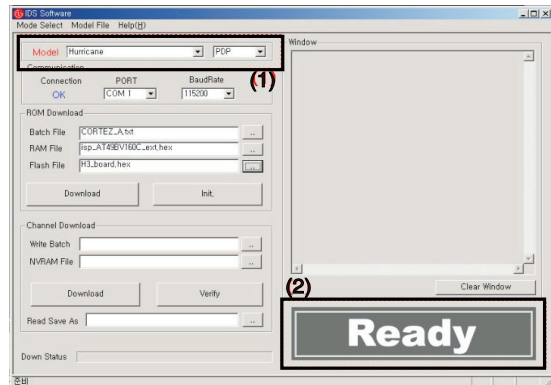 IDS Software
Mode Select Model File Help(H)
Model Hurricane PDP
(1)
Communication
Connection PORT BaudRate
OK COM 1 115200
ROM Download
Batch File CORTEZ_A.txt ..
RAM File isp_AT49BV160C_ext.hex ..
Flash File H3_board.hex ...
Download Init.
Channel Download
Write Batch ..
NVRAM File ..
Download Verify
Read Save As ..
Down Status
준비
Window
Clear Window
(2)
Ready